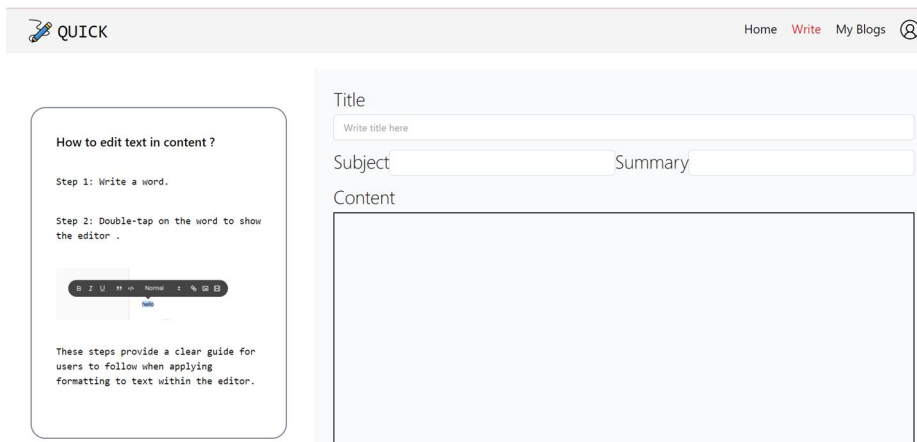 QUICK
Home Write My Blogs
How to edit text in content ?
Step 1: Write a word.
Step 2: Double-tap on the word to show
the editor .
B I U " </> Normal
hello
These steps provide a clear guide for
users to follow when applying
formatting to text within the editor.
Title
Write title here
Subject Summary
Content